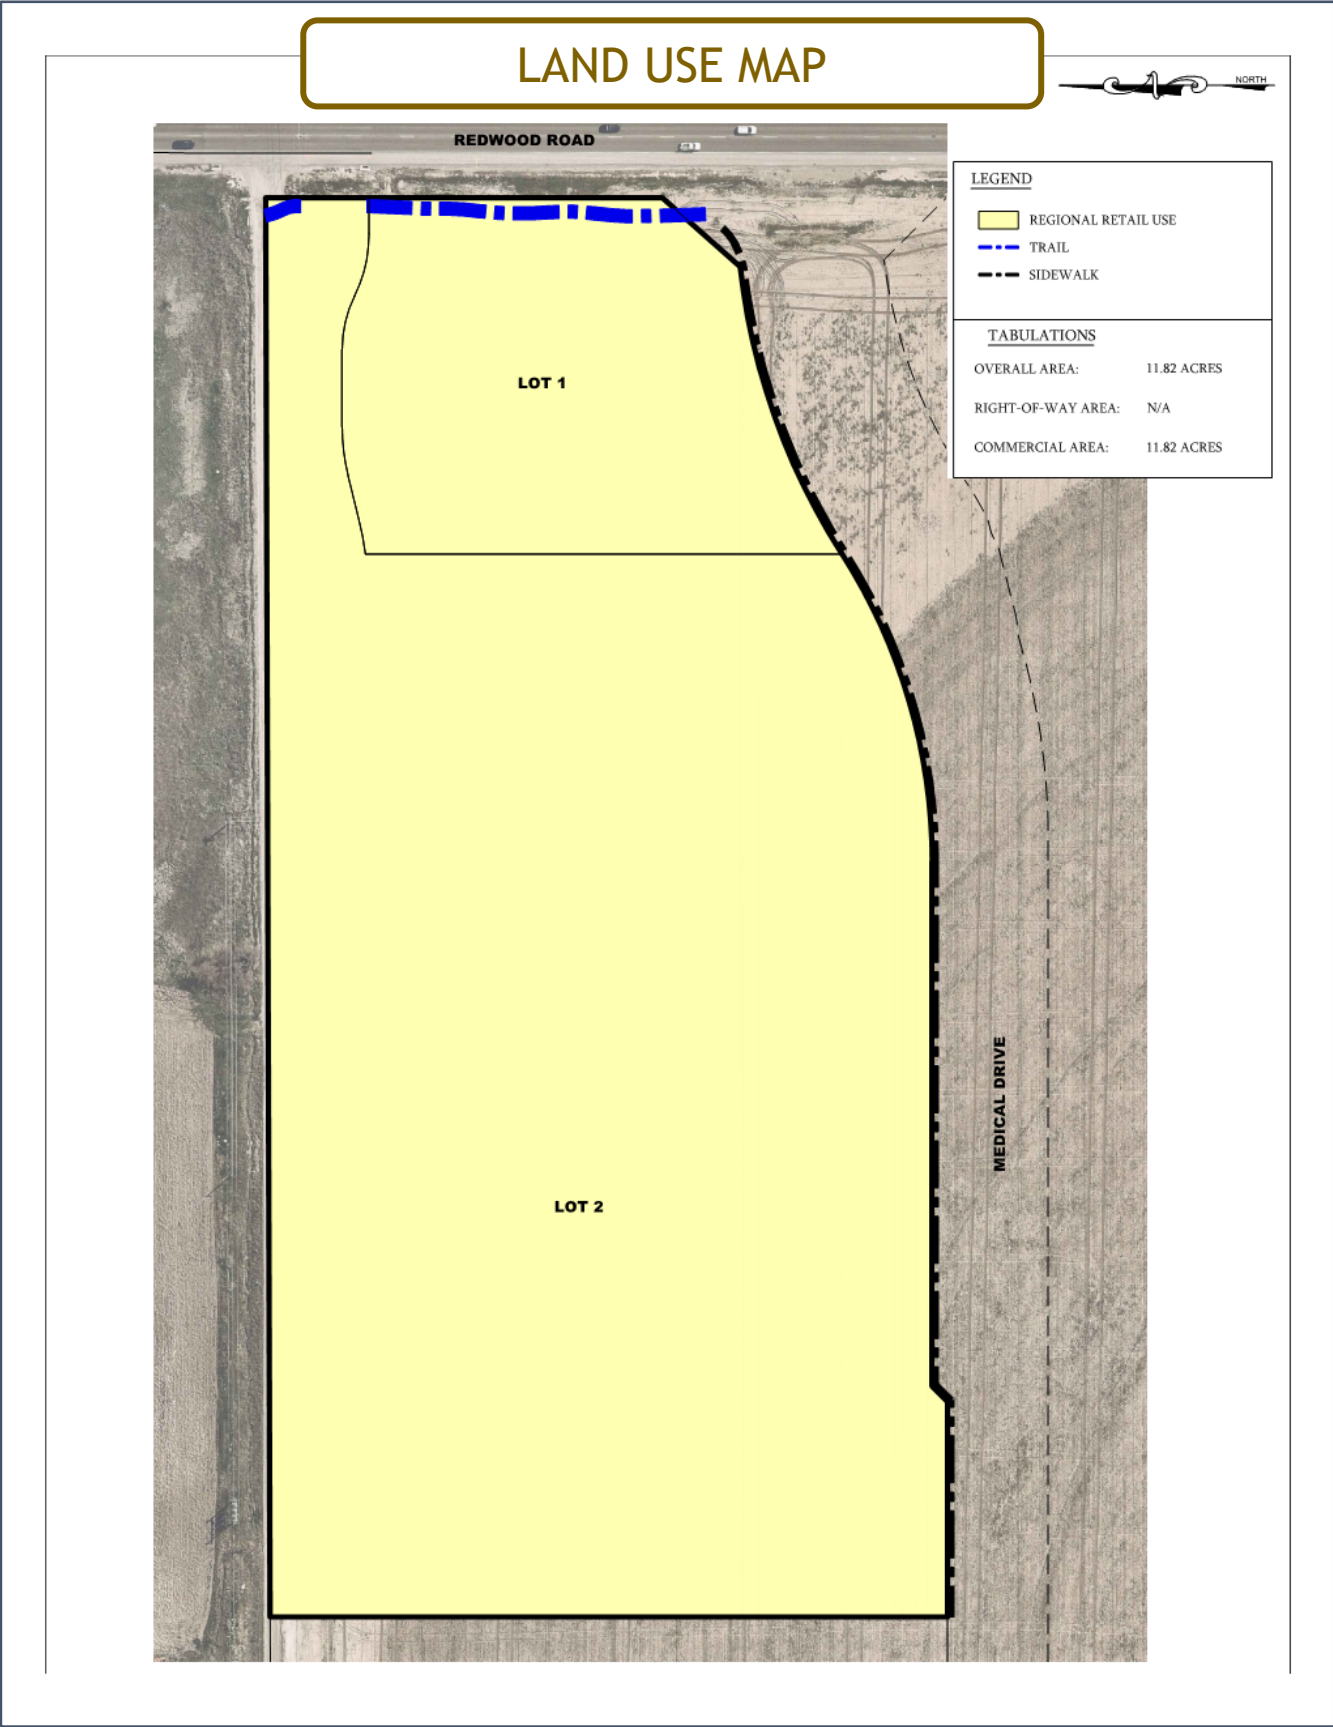 LAND USE MAP
NORTH
REDWOOD ROAD
LEGEND
REGIONAL RETAIL USE
TRAIL
SIDEWALK
TABULATIONS
OVERALL AREA: 11.82 ACRES
RIGHT-OF-WAY AREA: N/A
COMMERCIAL AREA: 11.82 ACRES
LOT 1
MEDICAL DRIVE
LOT 2